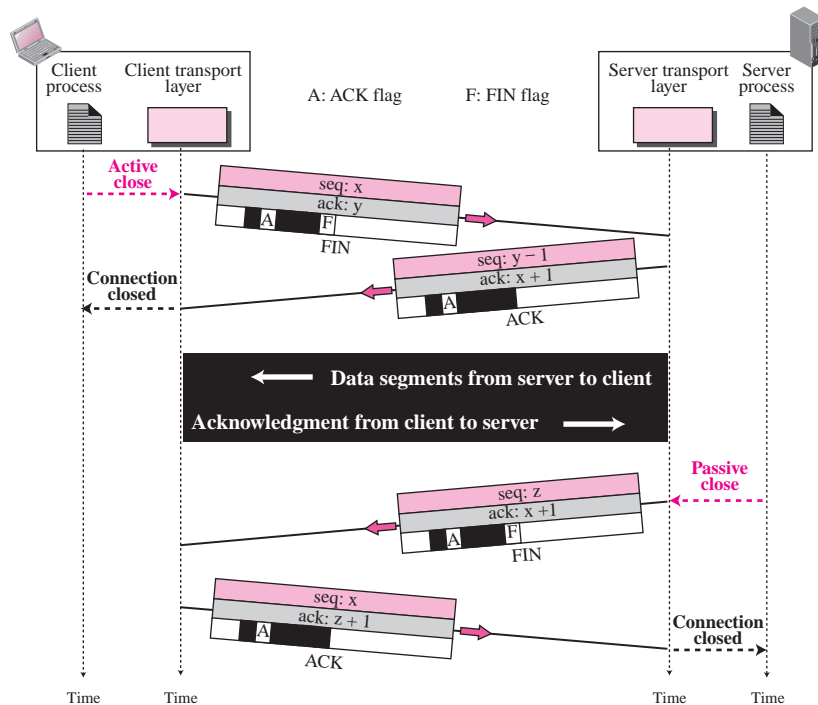 Client process
Client transport layer
A: ACK flag
F: FIN flag
Server transport layer
Server process
Active close
seq: x
ack: y
A
F
FIN
seq: y − 1
ack: x + 1
A
ACK
Connection closed
Data segments from server to client
Acknowledgment from client to server
Passive close
seq: z
ack: x +1
A
F
FIN
seq: x
ack: z + 1
A
ACK
Connection closed
Time
Time
Time
Time